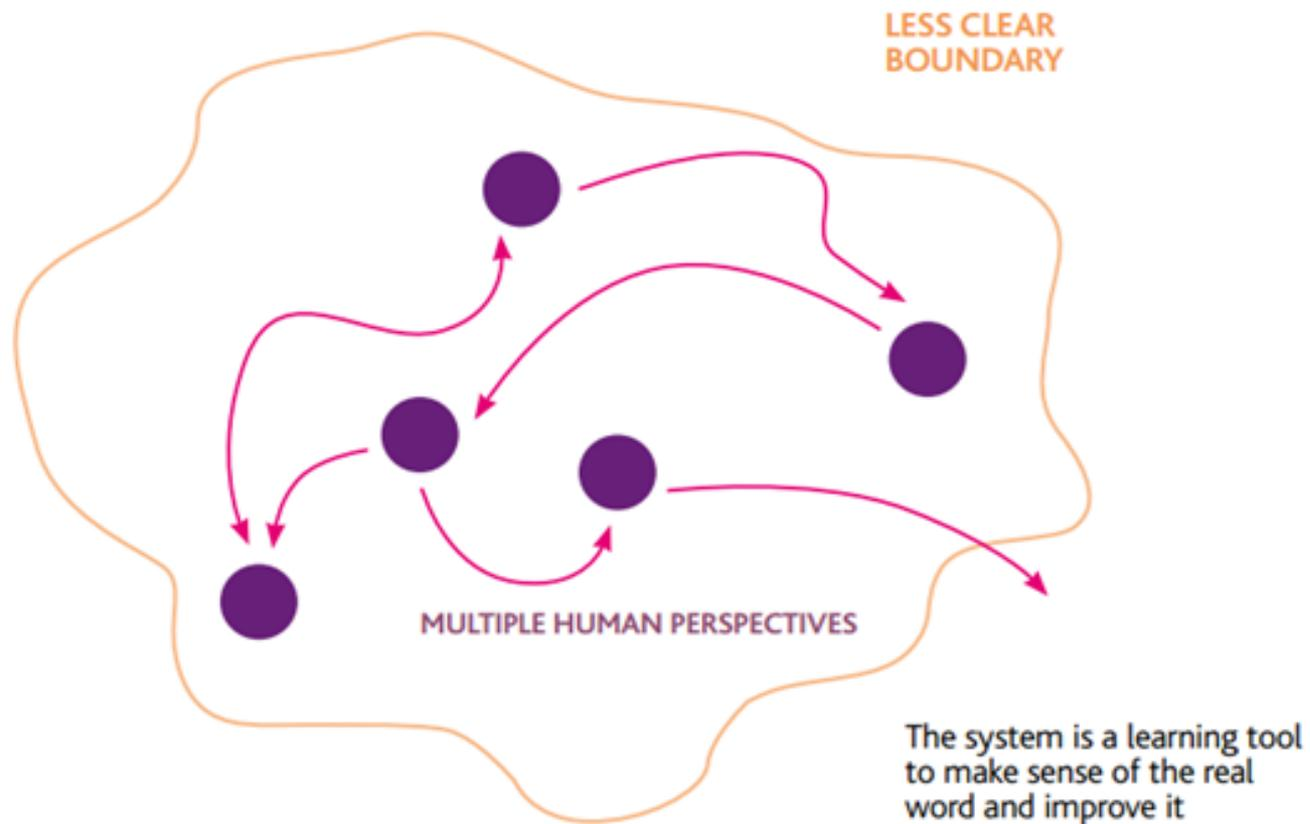 LESS CLEAR
BOUNDARY
MULTIPLE HUMAN PERSPECTIVES
The system is a learning tool
to make sense of the real
word and improve it